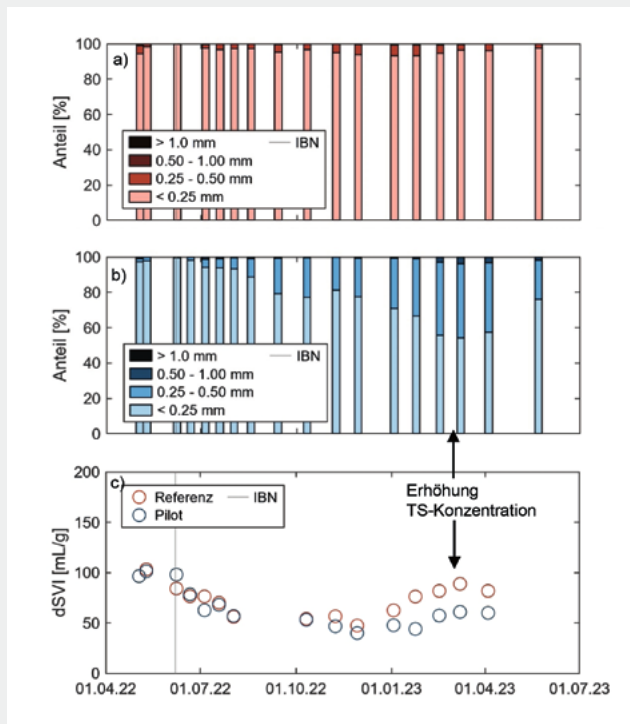 a)
Anteil [%]
100
80
60
40
20
0
> 1.0 mm
IBN
0.50 - 1.00 mm
0.25 - 0.50 mm
< 0.25 mm
b)
Anteil [%]
100
80
60
40
20
0
> 1.0 mm
IBN
0.50 - 1.00 mm
0.25 - 0.50 mm
< 0.25 mm
c)
dSVI [mL/g]
200
150
100
50
0
Referenz
IBN
Pilot
Erhöhung
TS-Konzentration
01.04.22 01.07.22 01.10.22 01.01.23 01.04.23 01.07.23